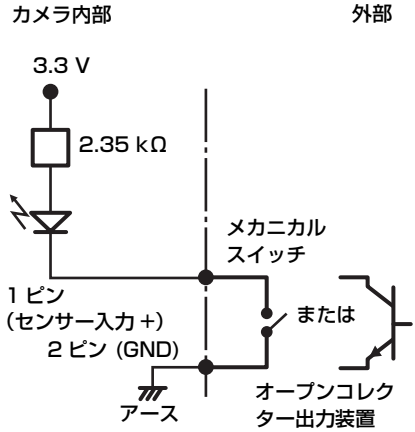 カメラ内部
外部
3.3 V
2.35 kΩ
メカニカル
スイッチ
1 ピン
(センサー入力 +)
または
2 ピン (GND)
アース
オープンコレク
ター出力装置